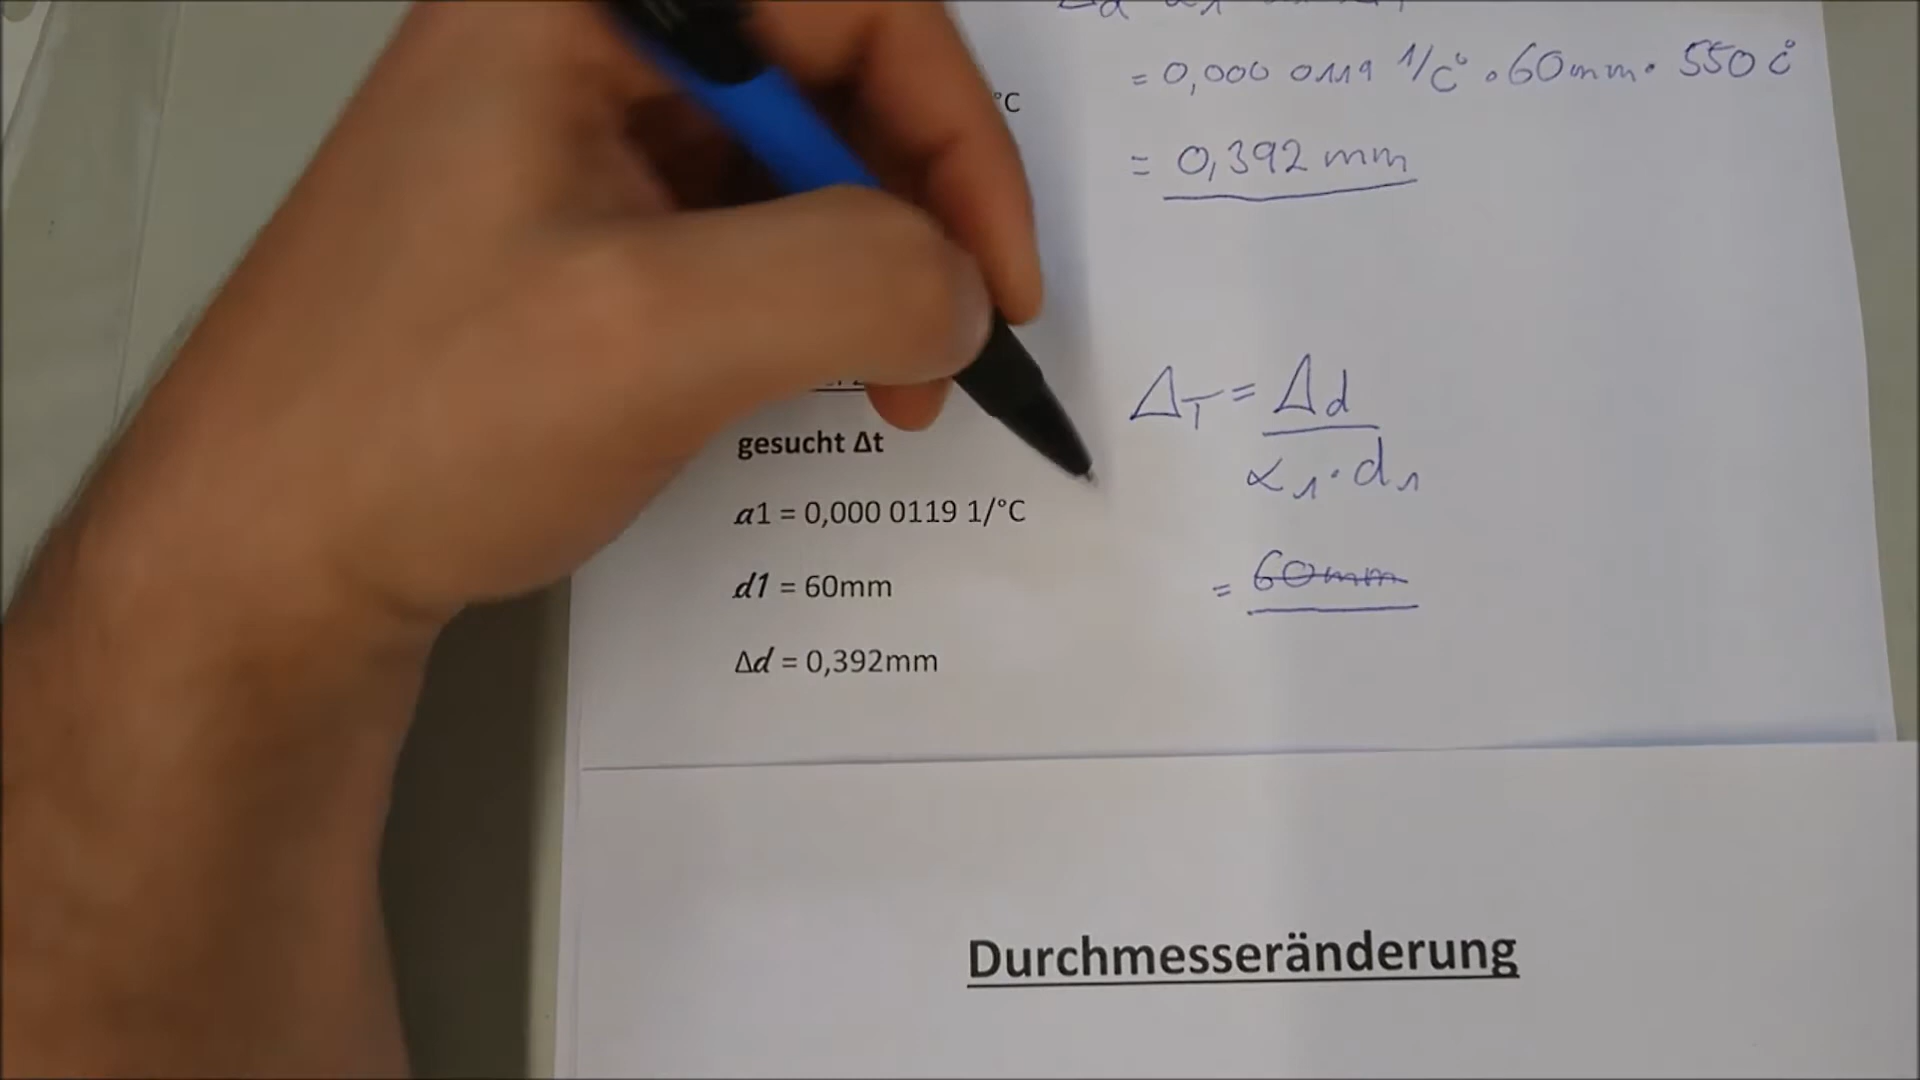 °C
= 0,000 0119 1/C° · 60mm · 550 C°
= 0,392 mm
gesucht Δt
a1 = 0,000 0119 1/°C
d1 = 60mm
Δd = 0,392mm
ΔT = Δd
α1 · d1
= 60mm
Durchmesseränderung